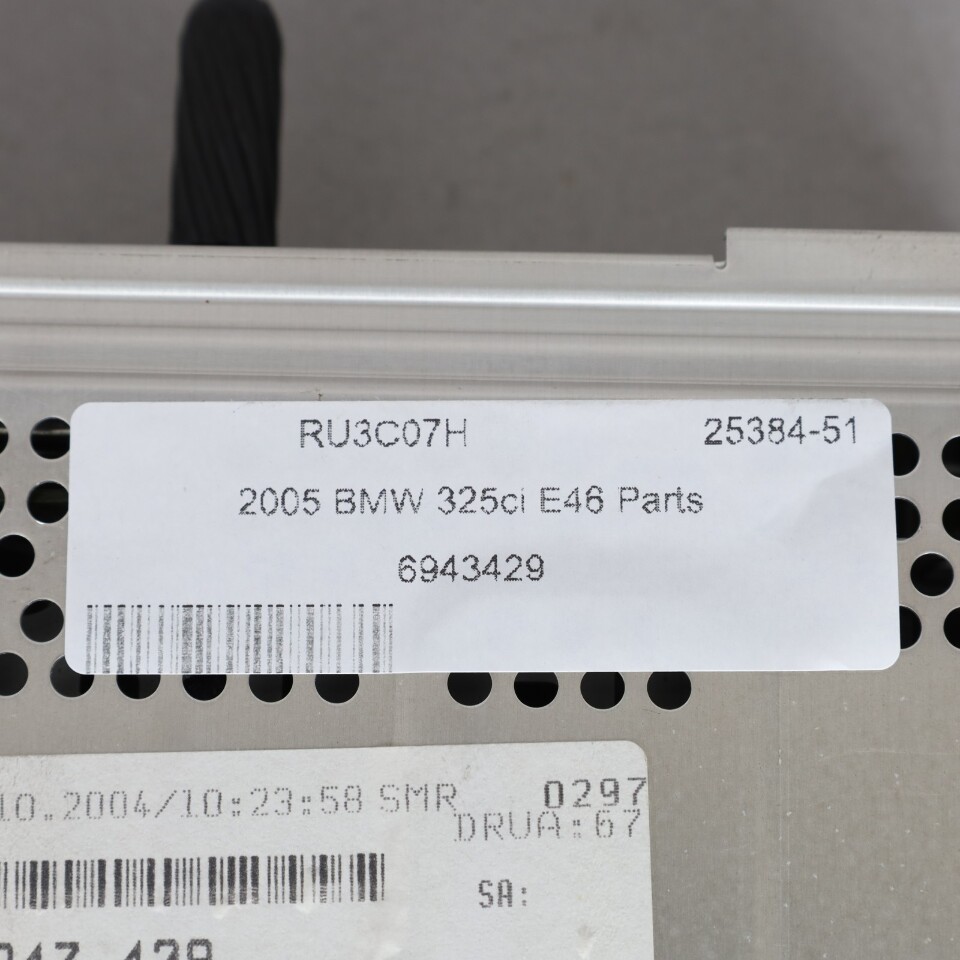 RU3C07H 25384-51
2005 BMW 325ci E46 Parts
6943429
10.2004/10:23:58 SMR 0297
DRUA:67
SA: